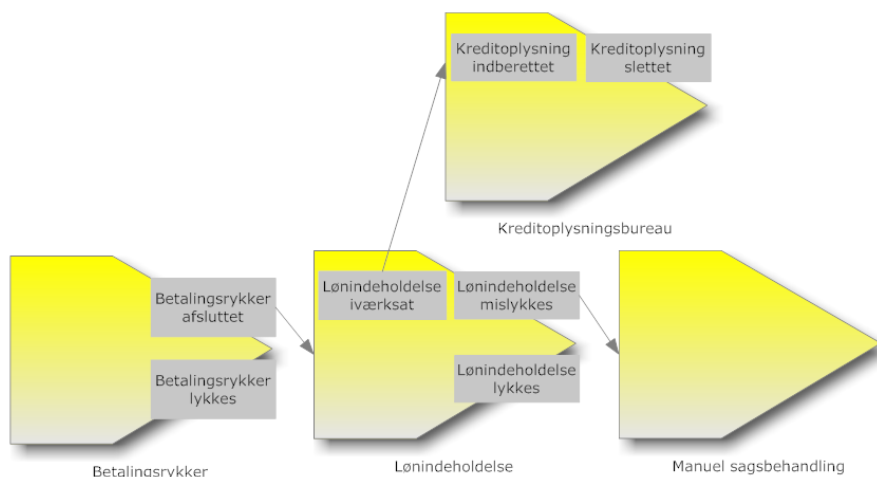 Kreditoplysning
indberettet
Kreditoplysning
slettet
Kreditoplysningsbureau
Betalingsrykker
afsluttet
Betalingsrykker
lykkes
Betalingsrykker
Lønindeholdelse
iværksat
Lønindeholdelse
mislykkes
Lønindeholdelse
lykkes
Lønindeholdelse
Manuel sagsbehandling